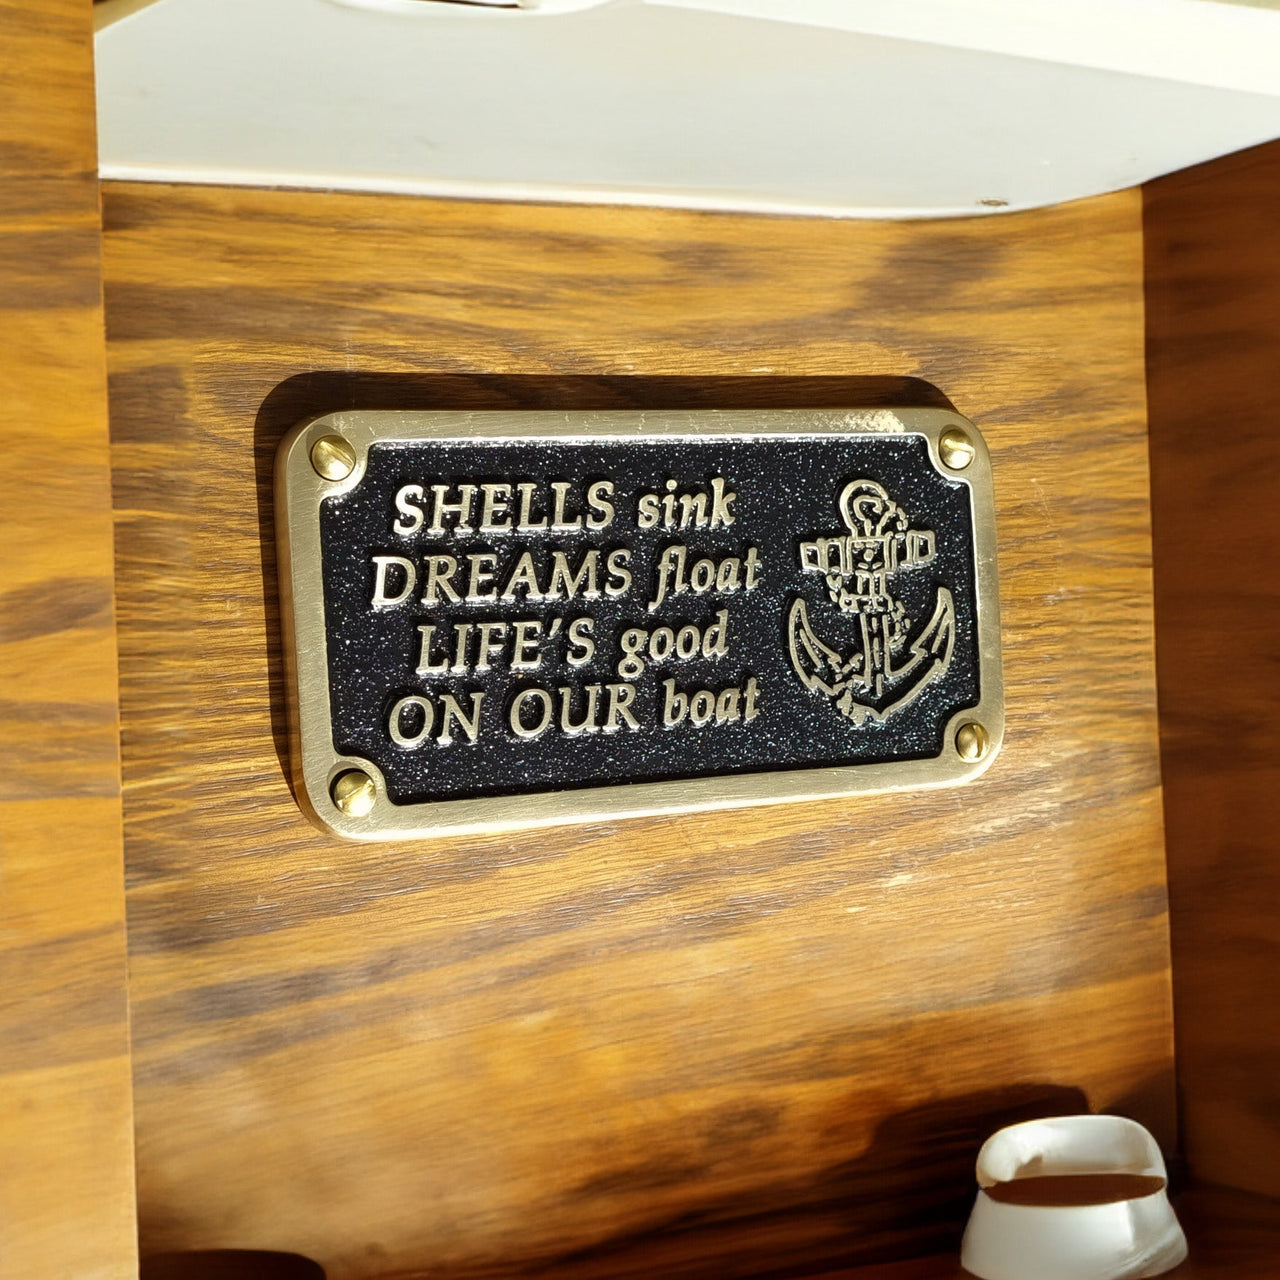 SHELLS sink
DREAMS float
LIFE'S good
ON OUR boat